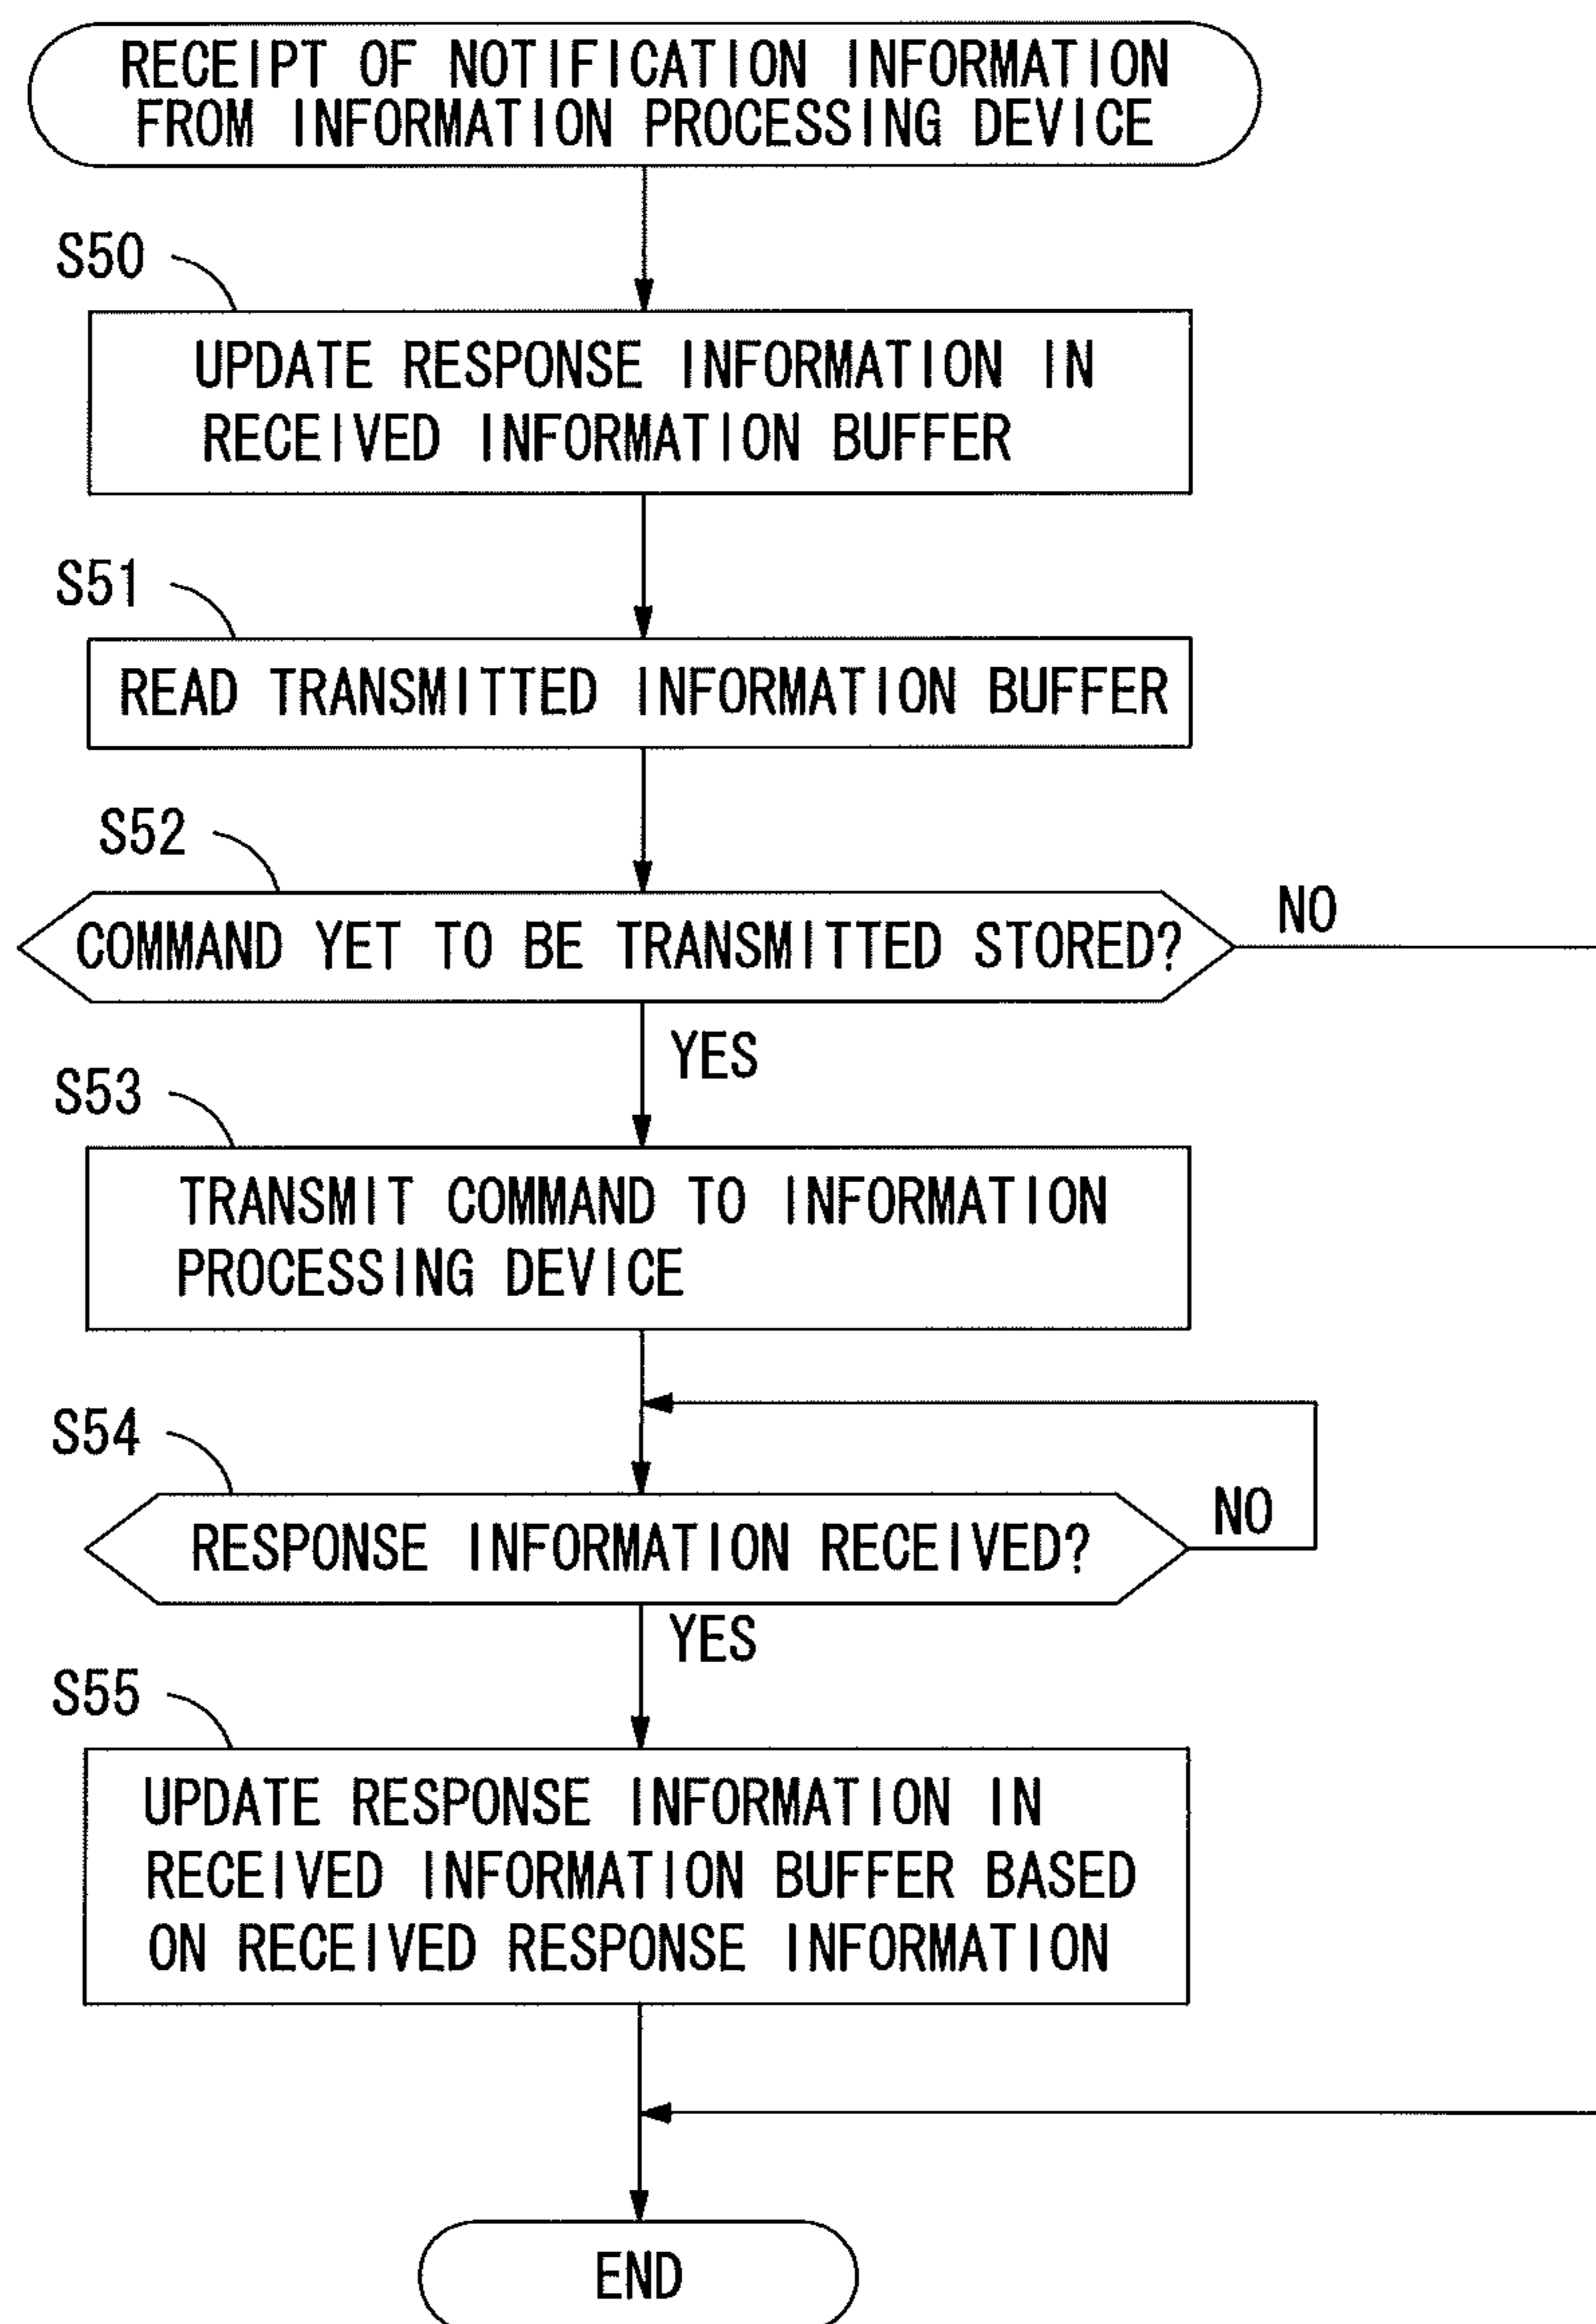 RECEIPT OF NOTIFICATION INFORMATION
FROM INFORMATION PROCESSING DEVICE
S50
UPDATE RESPONSE INFORMATION IN
RECEIVED INFORMATION BUFFER
S51
READ TRANSMITTED INFORMATION BUFFER
S52
COMMAND YET TO BE TRANSMITTED STORED?
NO
YES
S53
TRANSMIT COMMAND TO INFORMATION
PROCESSING DEVICE
S54
RESPONSE INFORMATION RECEIVED?
NO
YES
S55
UPDATE RESPONSE INFORMATION IN
RECEIVED INFORMATION BUFFER BASED
ON RECEIVED RESPONSE INFORMATION
END